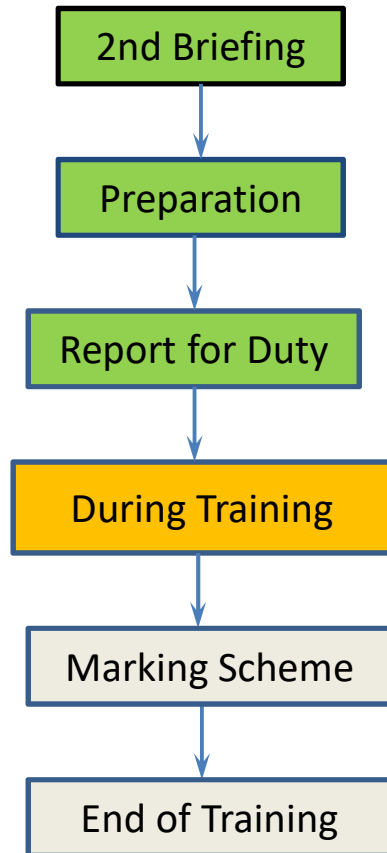 2nd Briefing
Preparation
Report for Duty
During Training
Marking Scheme
End of Training